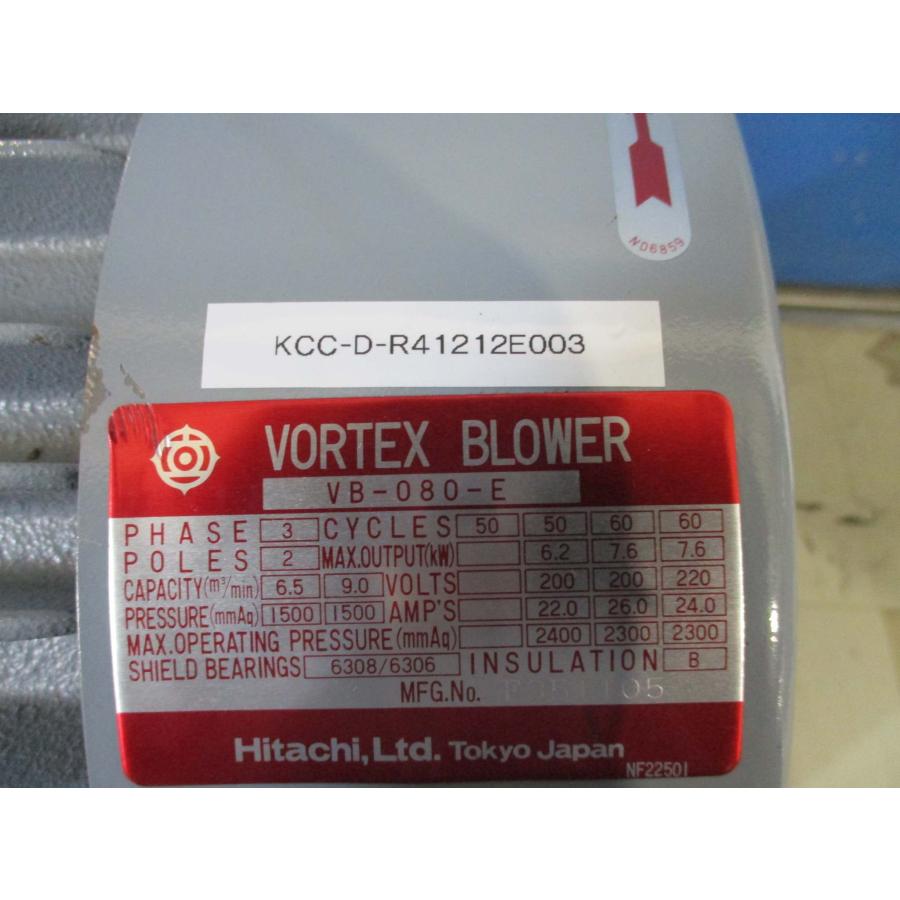 ND6859
KCC-D-R41212E003
VORTEX BLOWER
VB-080-E
PHASE 3 CYCLES 50 50 60 60
POLES 2 MAX.OUTPUT(kW) 6.2 7.6 7.6
CAPACITY(m³/min) 6.5 9.0 VOLTS 200 200 220
PRESSURE(mmAq) 1500 1500 AMP'S 22.0 26.0 24.0
MAX.OPERATING PRESSURE(mmAq) 2400 2300 2300
SHIELD BEARINGS 6308/6306 INSULATION B
MFG.No.
Hitachi,Ltd. Tokyo Japan
NF22501